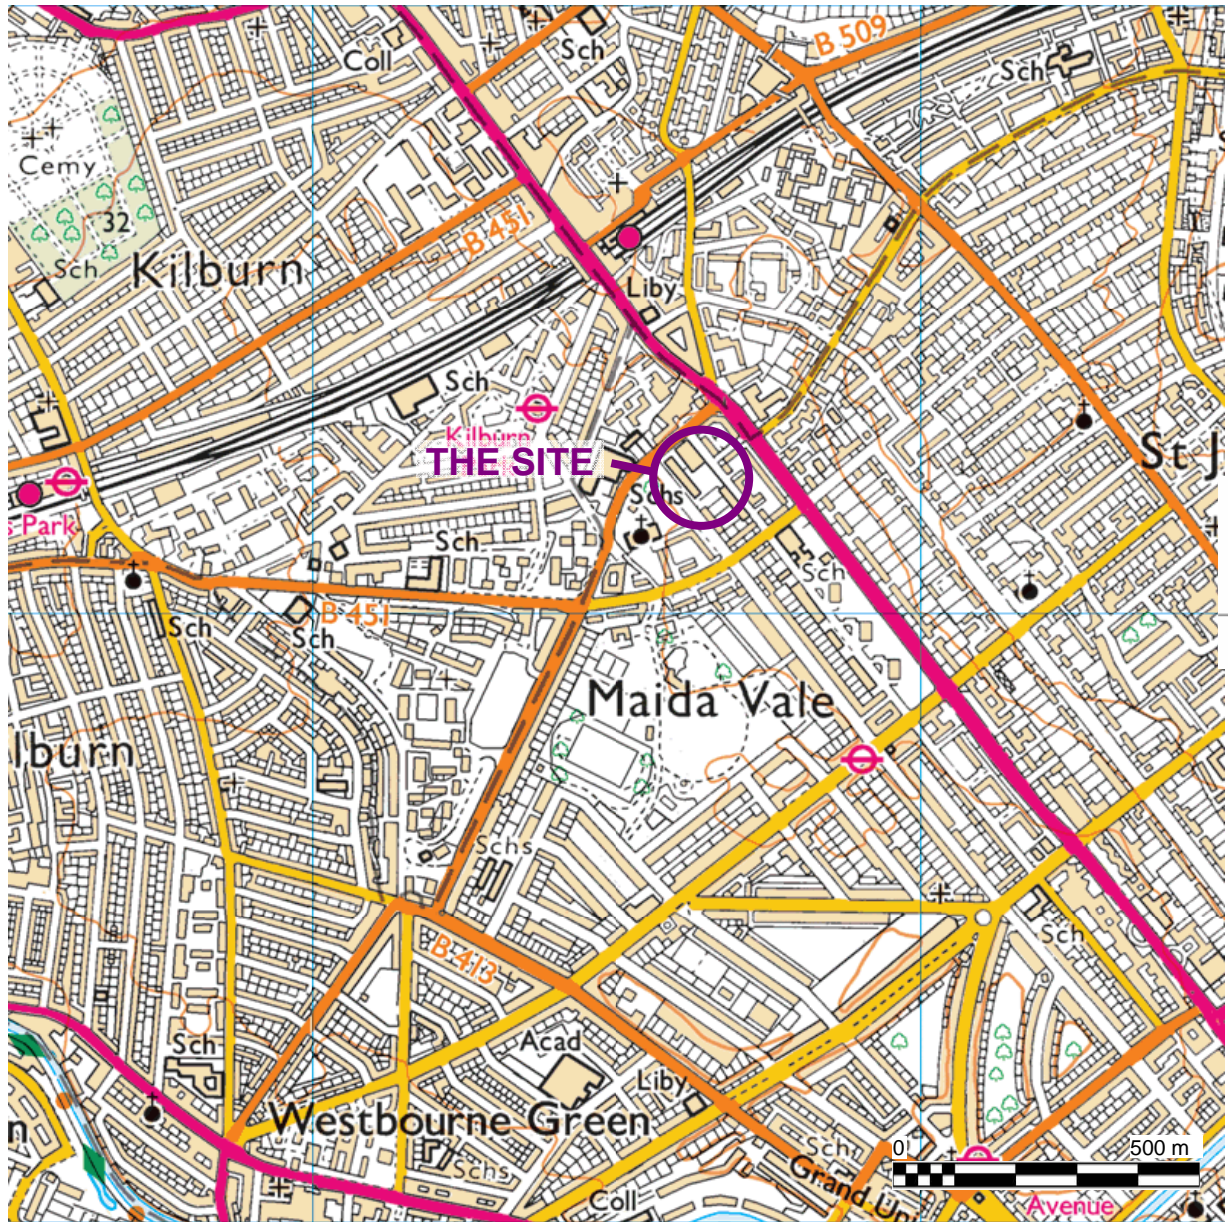 B 509
Sch
Coll
Sch
Cemy
32
B 451
Sch
Kilburn
Liby
Sch
Kilburn
THE SITE
St J
Schs
s Park
Sch
Sch
B 451
Sch
Sch
Maida Vale
lburn
Schs
Sch
B 413
Sch
Acad
Liby
Westbourne Green
n
Schs
Sch
0
500 m
Grand Un
Coll
Avenue